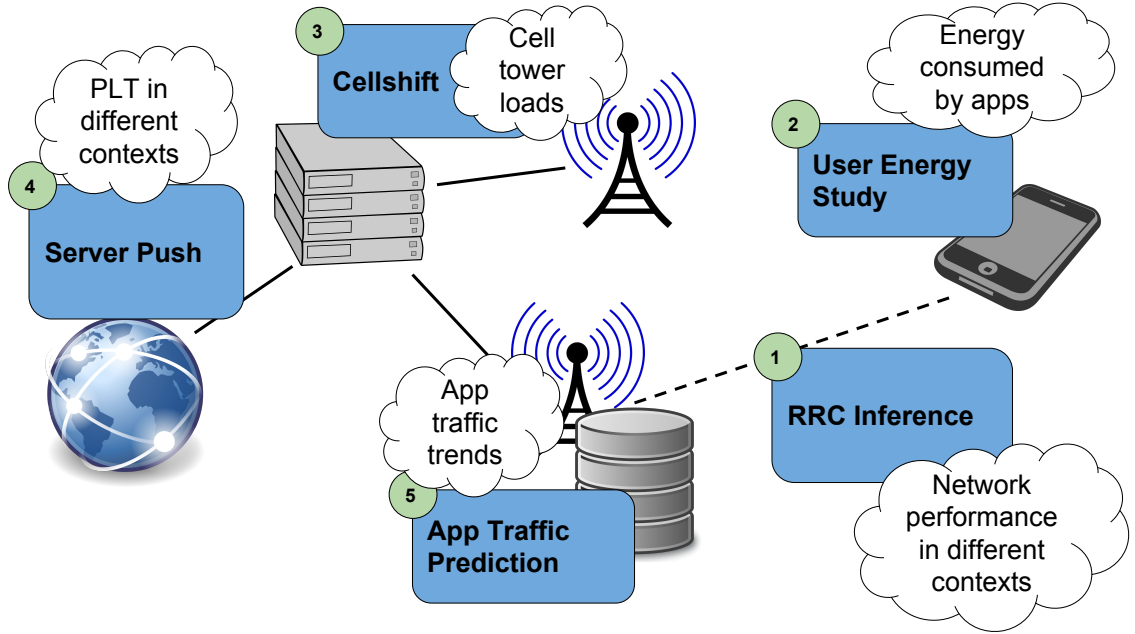 3
Cellshift
Cell
tower
loads
Energy
consumed
by apps
2
User Energy
Study
PLT in
different
contexts
4
Server Push
1
RRC Inference
Network
performance
in different
contexts
App
traffic
trends
5
App Traffic
Prediction